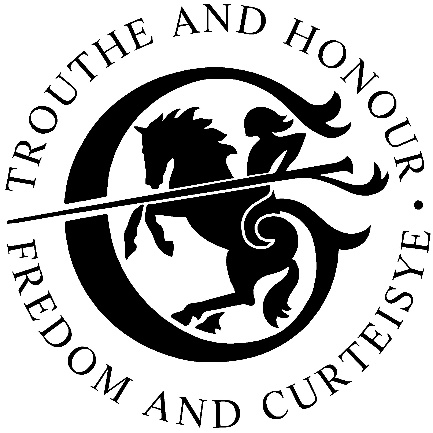 TROUTHE AND HONOUR •
FREDOM AND CURTEISYE